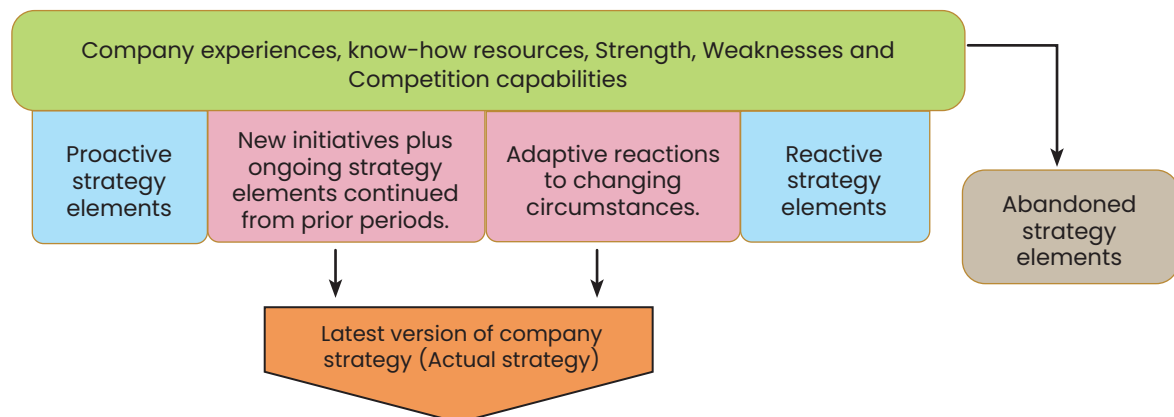 Company experiences, know-how resources, Strength, Weaknesses and
Competition capabilities
Proactive
strategy
elements
New initiatives plus
ongoing strategy
elements continued
from prior periods.
Adaptive reactions
to changing
circumstances.
Reactive
strategy
elements
Abandoned
strategy
elements
Latest version of company
strategy (Actual strategy)